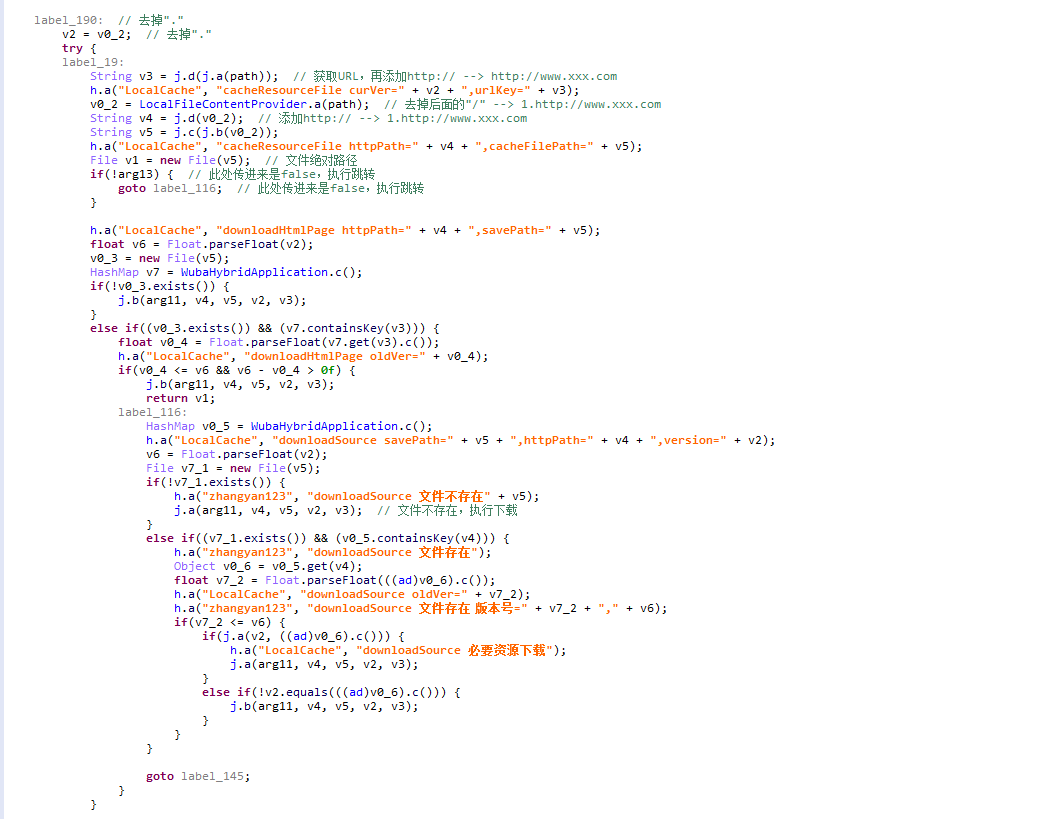 label_190:  // 去掉"."
    v2 = v0_2;  // 去掉"."
    try {
    label_19:
        String v3 = j.d(j.a(path));  // 获取URL，再添加http:// --> http://www.xxx.com
        h.a("LocalCache", "cacheResourceFile curVer=" + v2 + ",urlKey=" + v3);
        v0_2 = LocalFileContentProvider.a(path);  // 去掉后面的"/" --> 1.http://www.xxx.com
        String v4 = j.d(v0_2);  // 添加http:// --> 1.http://www.xxx.com
        String v5 = j.c(j.b(v0_2));
        h.a("LocalCache", "cacheResourceFile httpPath=" + v4 + ",cacheFilePath=" + v5);
        File v1 = new File(v5);  // 文件绝对路径
        if(!arg13) {  // 此处传进来是false，执行跳转
            goto label_116;  // 此处传进来是false，执行跳转
        }

        h.a("LocalCache", "downloadHtmlPage httpPath=" + v4 + ",savePath=" + v5);
        float v6 = Float.parseFloat(v2);
        v0_3 = new File(v5);
        HashMap v7 = WubaHybridApplication.c();
        if(!v0_3.exists()) {
            j.b(arg11, v4, v5, v2, v3);
        }
        else if((v0_3.exists()) && (v7.containsKey(v3))) {
            float v0_4 = Float.parseFloat(v7.get(v3).c());
            h.a("LocalCache", "downloadHtmlPage oldVer=" + v0_4);
            if(v0_4 <= v6 && v6 - v0_4 > 0f) {
                j.b(arg11, v4, v5, v2, v3);
                return v1;
            label_116:
                HashMap v0_5 = WubaHybridApplication.c();
                h.a("LocalCache", "downloadSource savePath=" + v5 + ",httpPath=" + v4 + ",version=" + v2);
                v6 = Float.parseFloat(v2);
                File v7_1 = new File(v5);
                if(!v7_1.exists()) {
                    h.a("zhangyan123", "downloadSource 文件不存在" + v5);
                    j.a(arg11, v4, v5, v2, v3);  // 文件不存在，执行下载
                }
                else if((v7_1.exists()) && (v0_5.containsKey(v4))) {
                    h.a("zhangyan123", "downloadSource 文件存在");
                    Object v0_6 = v0_5.get(v4);
                    float v7_2 = Float.parseFloat(((ad)v0_6).c());
                    h.a("LocalCache", "downloadSource oldVer=" + v7_2);
                    h.a("zhangyan123", "downloadSource 文件存在 版本号=" + v7_2 + "," + v6);
                    if(v7_2 <= v6) {
                        if(j.a(v2, ((ad)v0_6).c())) {
                            h.a("LocalCache", "downloadSource 必要资源下载");
                            j.a(arg11, v4, v5, v2, v3);
                        }
                        else if(!v2.equals(((ad)v0_6).c())) {
                            j.b(arg11, v4, v5, v2, v3);
                        }
                    }
                }

                goto label_145;
            }
        }